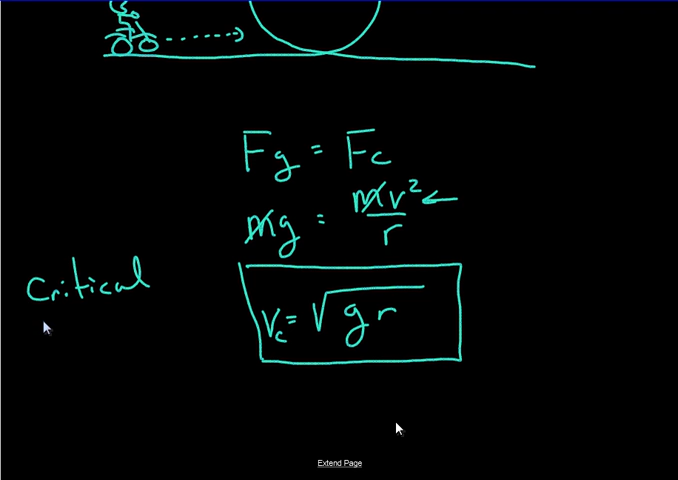 Fg = Fc
mg = mv²/r
Critical
Vc = √gr
Extend Page